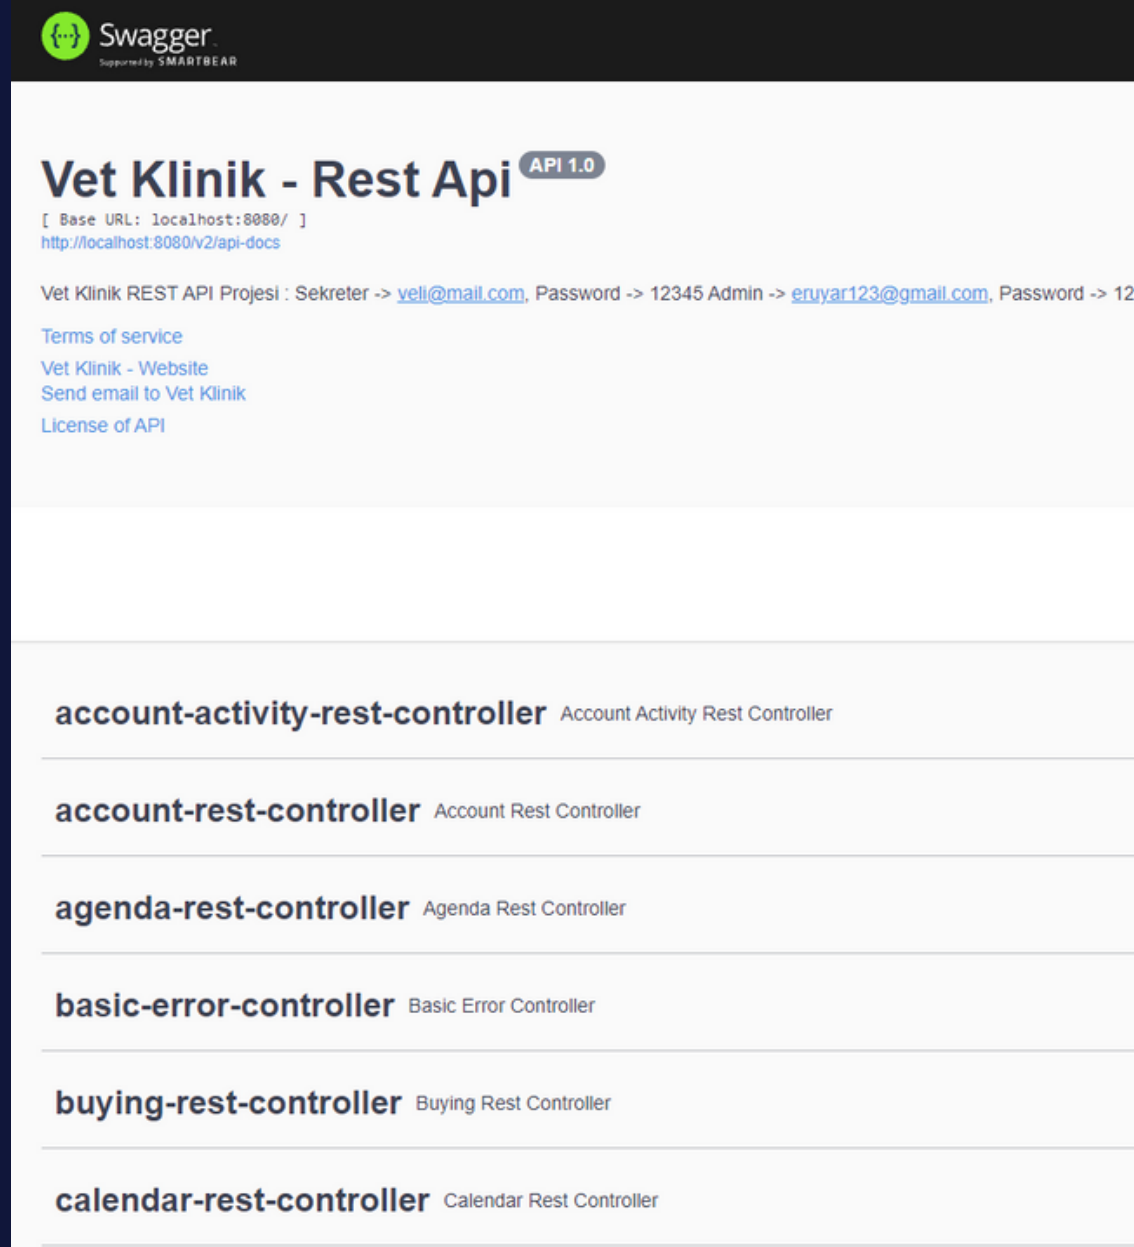 {...} Swagger.
Supported by SMARTBEAR
Vet Klinik - Rest Api API 1.0
[ Base URL: localhost:8080/ ]
http://localhost:8080/v2/api-docs
Vet Klinik REST API Projesi : Sekreter -> veli@mail.com, Password -> 12345 Admin -> eruyar123@gmail.com, Password -> 12
Terms of service
Vet Klinik - Website
Send email to Vet Klinik
License of API
account-activity-rest-controller Account Activity Rest Controller
account-rest-controller Account Rest Controller
agenda-rest-controller Agenda Rest Controller
basic-error-controller Basic Error Controller
buying-rest-controller Buying Rest Controller
calendar-rest-controller Calendar Rest Controller